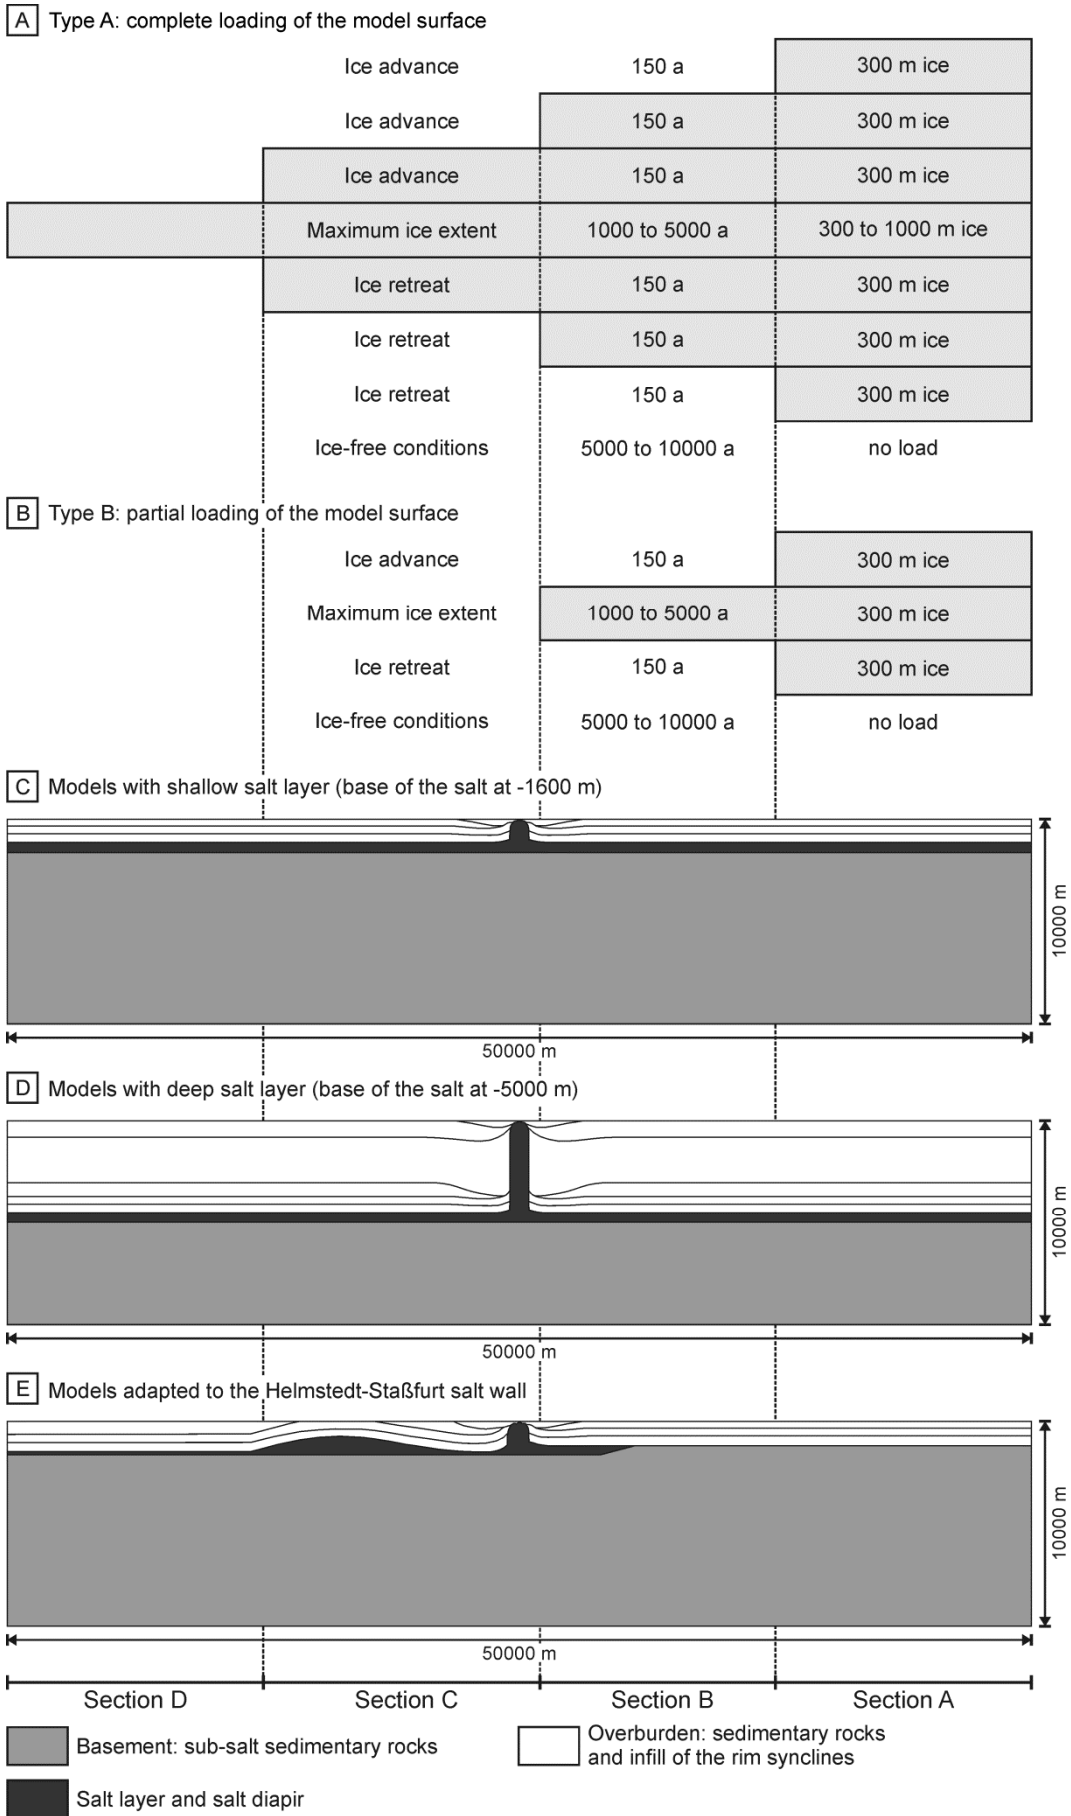 A Type A: complete loading of the model surface
Ice advance 150 a 300 m ice
Ice advance 150 a 300 m ice
Ice advance 150 a 300 m ice
Maximum ice extent 1000 to 5000 a 300 to 1000 m ice
Ice retreat 150 a 300 m ice
Ice retreat 150 a 300 m ice
Ice retreat 150 a 300 m ice
Ice-free conditions 5000 to 10000 a no load
B Type B: partial loading of the model surface
Ice advance 150 a 300 m ice
Maximum ice extent 1000 to 5000 a 300 m ice
Ice retreat 150 a 300 m ice
Ice-free conditions 5000 to 10000 a no load
C Models with shallow salt layer (base of the salt at -1600 m)
10000 m
50000 m
D Models with deep salt layer (base of the salt at -5000 m)
10000 m
50000 m
E Models adapted to the Helmstedt-Staßfurt salt wall
10000 m
50000 m
Section D Section C Section B Section A
Basement: sub-salt sedimentary rocks
Overburden: sedimentary rocks
and infill of the rim synclines
Salt layer and salt diapir